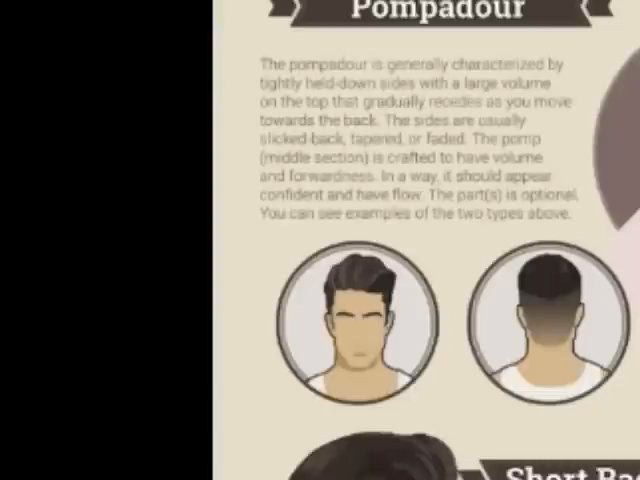 Pompadour
The pompadour is generally characterized by
tightly held-down sides with a large volume
on the top that gradually recedes as you move
towards the back. The sides are usually
slicked-back, tapered, or faded. The pomp
(middle section) is crafted to have volume
and forwardness. In a way, it should appear
confident and have flow. The part(s) is optional.
You can see examples of the two types above.
Short